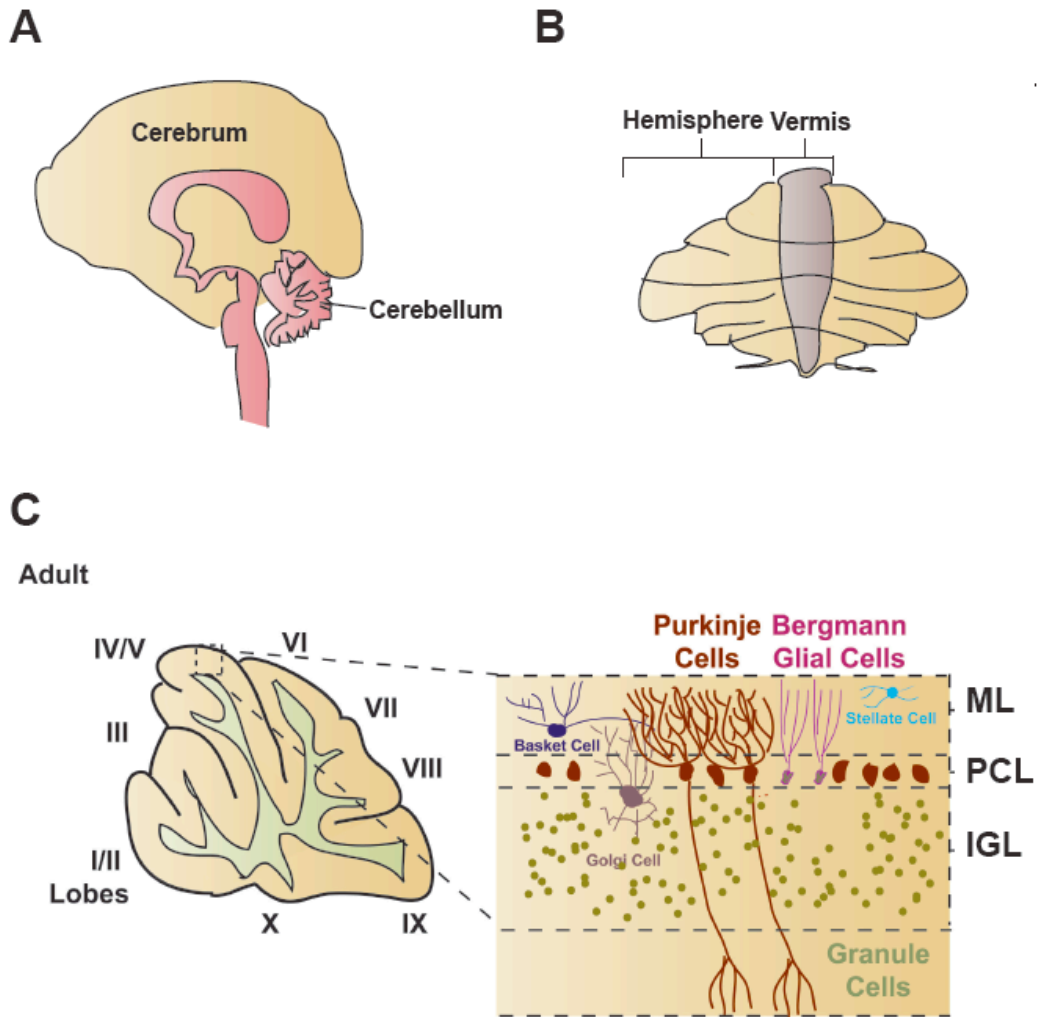 A
B
Cerebrum
Cerebellum
Hemisphere Vermis
C
Adult
IV/V
VI
III
VII
VIII
I/II
Lobes
X
IX
Purkinje
Cells
Bergmann
Glial Cells
Basket Cell
Stellate Cell
Golgi Cell
Granule
Cells
ML
PCL
IGL